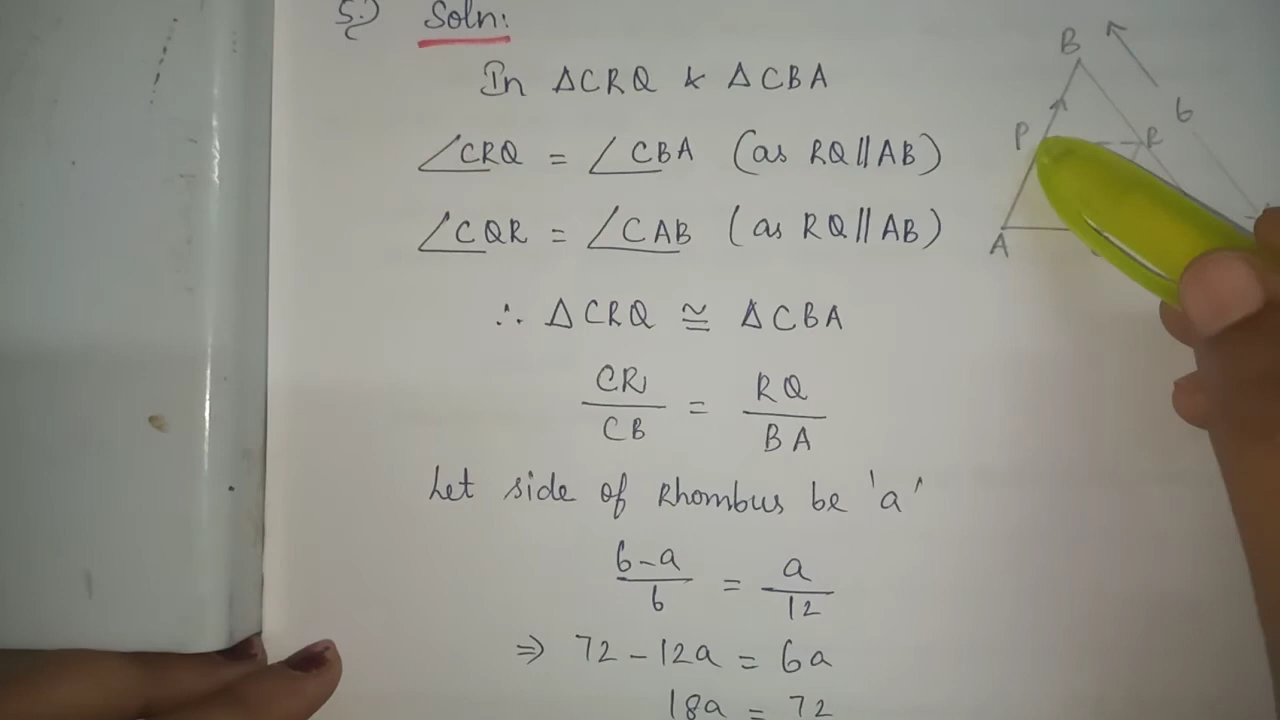 5.) Soln:
In ΔCRQ & ΔCBA
∠CRQ = ∠CBA (as RQ || AB)
∠CQR = ∠CAB (as RQ || AB)
∴ ΔCRQ ≅ ΔCBA
CR/CB = RQ/BA
Let side of Rhombus be 'a'
6-a/6 = a/12
⇒ 72 - 12a = 6a
18a = 72
B
6
P
R
A